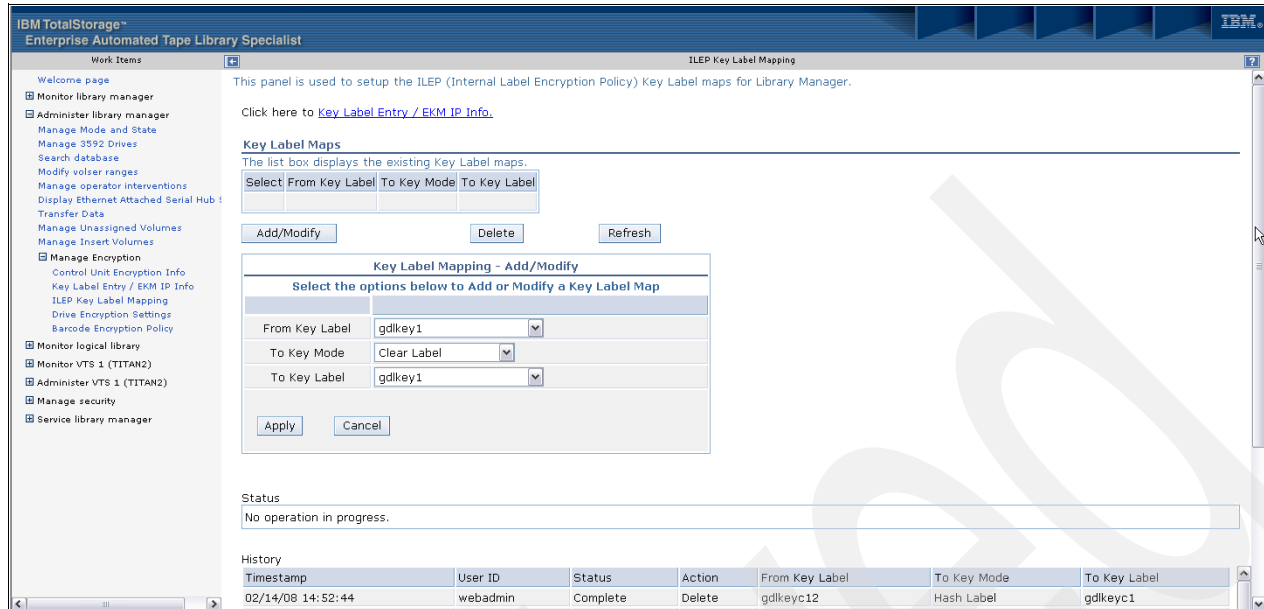 IBM TotalStorage™
Enterprise Automated Tape Library Specialist
IBM®
Work Items
ILEP Key Label Mapping
?
Welcome page
Monitor library manager
Administer library manager
Manage Mode and State
Manage 3592 Drives
Search database
Modify volser ranges
Manage operator interventions
Display Ethernet Attached Serial Hub
Transfer Data
Manage Unassigned Volumes
Manage Insert Volumes
Manage Encryption
Control Unit Encryption Info
Key Label Entry / EKM IP Info
ILEP Key Label Mapping
Drive Encryption Settings
Barcode Encryption Policy
Monitor logical library
Monitor VTS 1 (TITAN2)
Administer VTS 1 (TITAN2)
Manage security
Service library manager
This panel is used to setup the ILEP (Internal Label Encryption Policy) Key Label maps for Library Manager.
Click here to Key Label Entry / EKM IP Info.
Key Label Maps
The list box displays the existing Key Label maps.
Select From Key Label To Key Mode To Key Label
Add/Modify Delete Refresh
Key Label Mapping - Add/Modify
Select the options below to Add or Modify a Key Label Map
From Key Label gdlkey1
To Key Mode Clear Label
To Key Label gdlkey1
Apply Cancel
Status
No operation in progress.
History
Timestamp User ID Status Action From Key Label To Key Mode To Key Label
02/14/08 14:52:44 webadmin Complete Delete gdlkeyc12 Hash Label gdlkeyc1